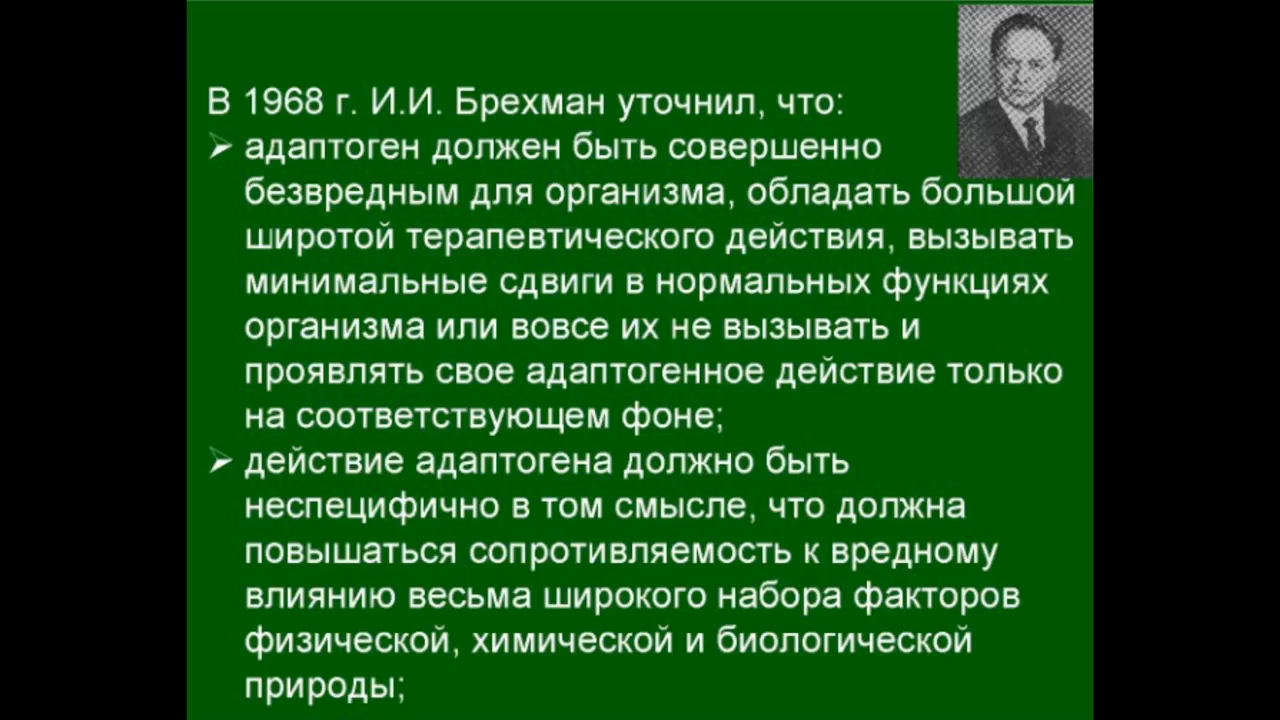 В 1968 г. И.И. Брехман уточнил, что:
➢ адаптоген должен быть совершенно
безвредным для организма, обладать большой
широтой терапевтического действия, вызывать
минимальные сдвиги в нормальных функциях
организма или вовсе их не вызывать и
проявлять свое адаптогенное действие только
на соответствующем фоне;
➢ действие адаптогена должно быть
неспецифично в том смысле, что должна
повышаться сопротивляемость к вредному
влиянию весьма широкого набора факторов
физической, химической и биологической
природы;